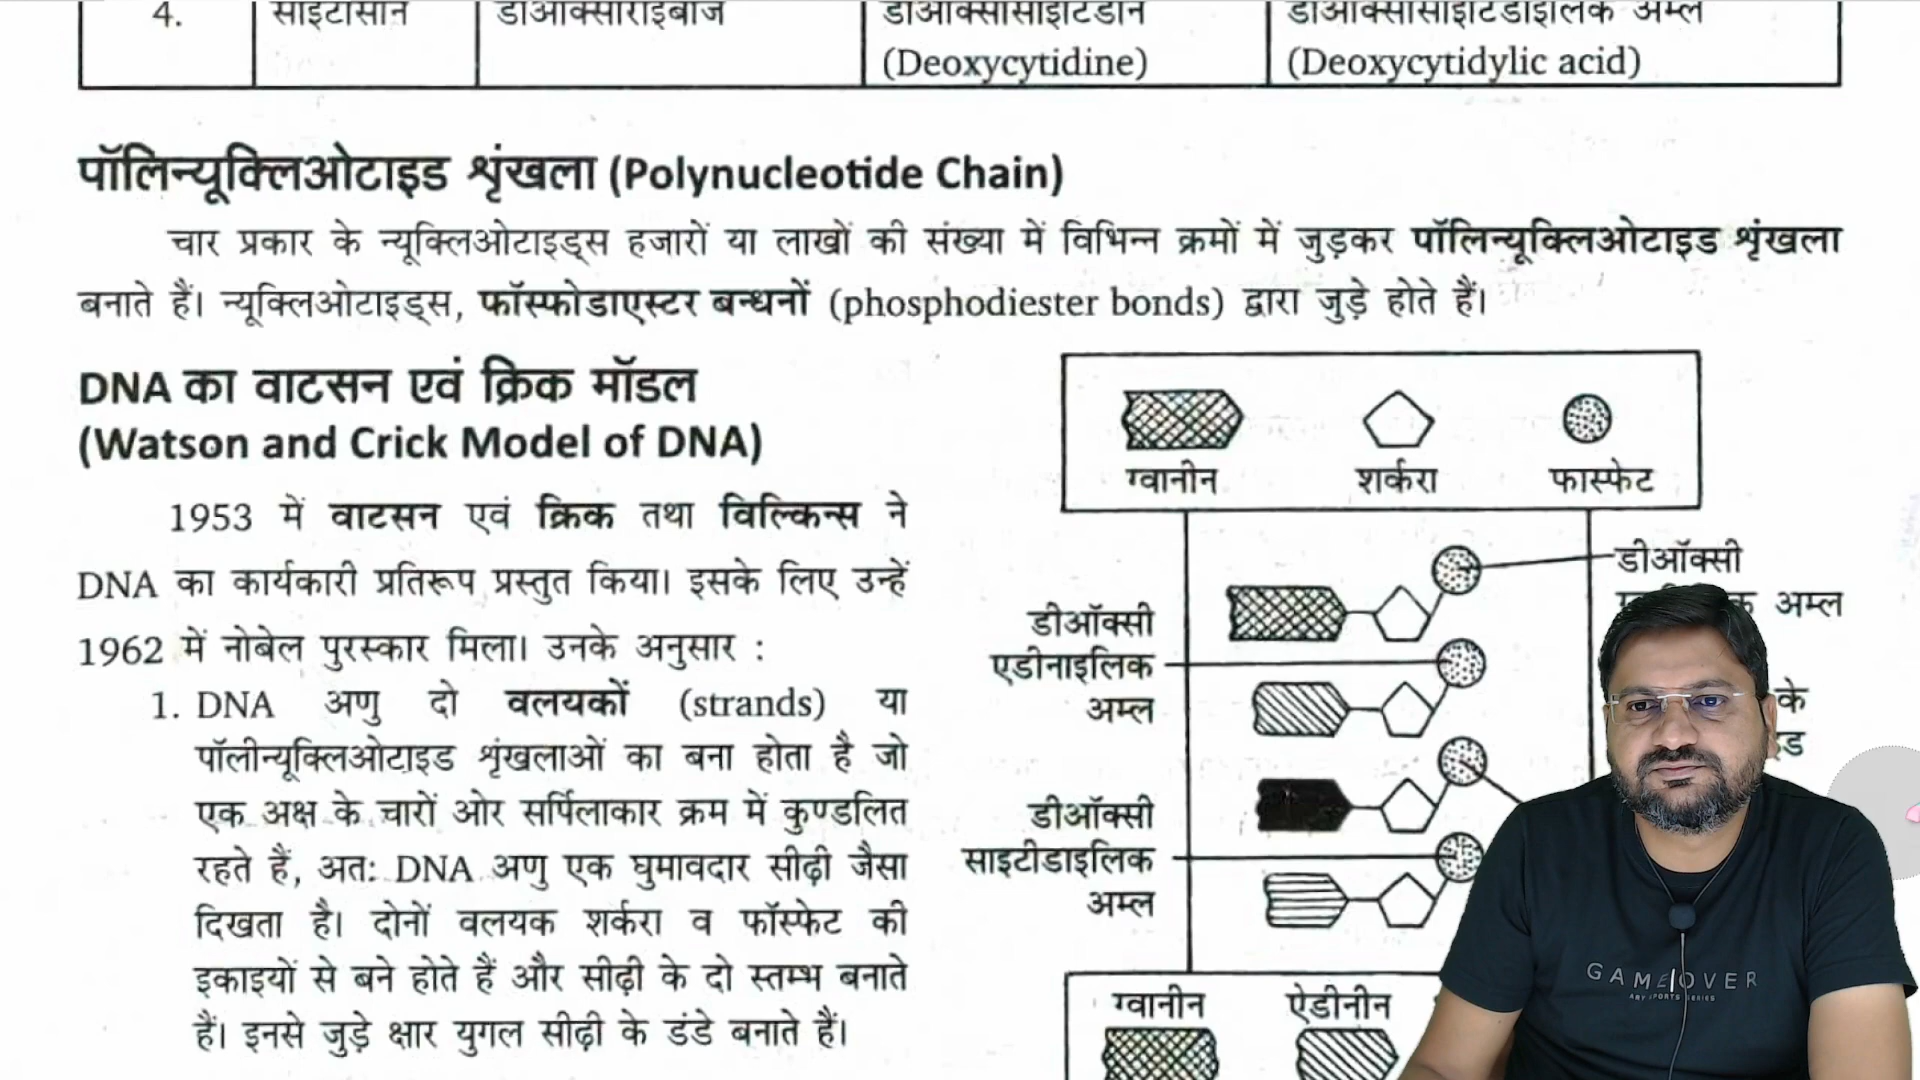 4. साइटोसीन डीऑक्सीराइबोज डीऑक्सीसाइटिडीन डीऑक्सीसाइटिडाइलिक अम्ल
(Deoxycytidine) (Deoxycytidylic acid)
पॉलिन्यूक्लिओटाइड शृंखला (Polynucleotide Chain)
चार प्रकार के न्यूक्लिओटाइड्स हजारों या लाखों की संख्या में विभिन्न क्रमों में जुड़कर पॉलिन्यूक्लिओटाइड शृंखला
बनाते हैं। न्यूक्लिओटाइड्स, फॉस्फोडाएस्टर बन्धनों (phosphodiester bonds) द्वारा जुड़े होते हैं।
DNA का वाटसन एवं क्रिक मॉडल
(Watson and Crick Model of DNA)
1953 में वाटसन एवं क्रिक तथा विल्किन्स ने
DNA का कार्यकारी प्रतिरूप प्रस्तुत किया। इसके लिए उन्हें
1962 में नोबेल पुरस्कार मिला। उनके अनुसार :
1. DNA अणु दो वलयकों (strands) या
पॉलीन्यूक्लिओटाइड शृंखलाओं का बना होता है जो
एक अक्ष के चारों ओर सर्पिलाकार क्रम में कुण्डलित
रहते हैं, अतः DNA अणु एक घुमावदार सीढ़ी जैसा
दिखता है। दोनों वलयक शर्करा व फॉस्फेट की
इकाइयों से बने होते हैं और सीढ़ी के दो स्तम्भ बनाते
हैं। इनसे जुड़े क्षार युगल सीढ़ी के डंडे बनाते हैं।
ग्वानीन शर्करा फास्फेट
डीऑक्सी
अम्ल
डीऑक्सी
एडीनाइलिक
अम्ल
के
डीऑक्सी
साइटीडाइलिक
अम्ल
ग्वानीन ऐडीनीन
GAME OVER